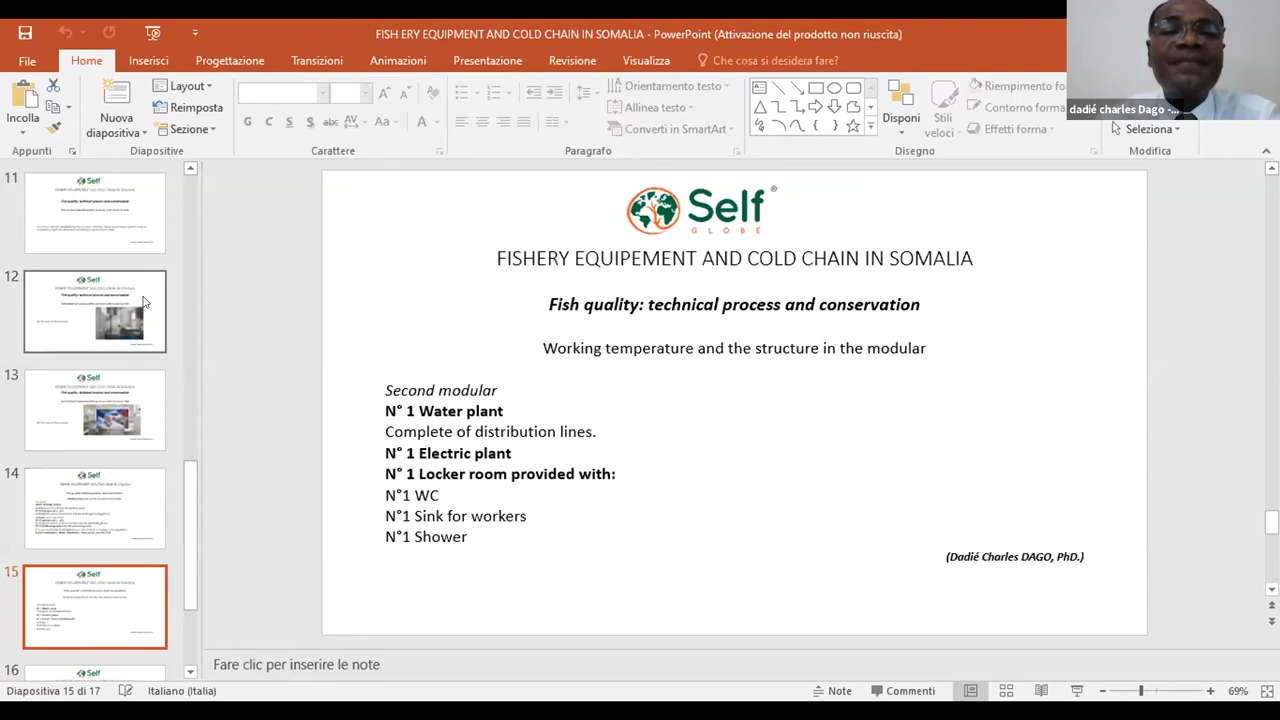 FISH ERY EQUIPMENT AND COLD CHAIN IN SOMALIA - PowerPoint (Attivazione del prodotto non riuscita)
File Home Inserisci Progettazione Transizioni Animazioni Presentazione Revisione Visualizza Che cosa si desidera fare?
dadié charles Dago -...
Incolla
Nuova diapositiva
Layout
Reimposta
Sezione
Orientamento testo
Allinea testo
Converti in SmartArt
Disponi
Stili veloci
Riempimento forma
Contorno forma
Effetti forma
Seleziona
Appunti Diapositive Carattere Paragrafo Disegno Modifica
11
12
13
14
15
16
Self
GLOBE
FISHERY EQUIPEMENT AND COLD CHAIN IN SOMALIA
Fish quality: technical process and conservation
Working temperature and the structure in the modular
Second modular
N° 1 Water plant
Complete of distribution lines.
N° 1 Electric plant
N° 1 Locker room provided with:
N°1 WC
N°1 Sink for workers
N°1 Shower
(Dadié Charles DAGO, PhD.)
Fare clic per inserire le note
Diapositiva 15 di 17 Italiano (Italia) Note Commenti 69%